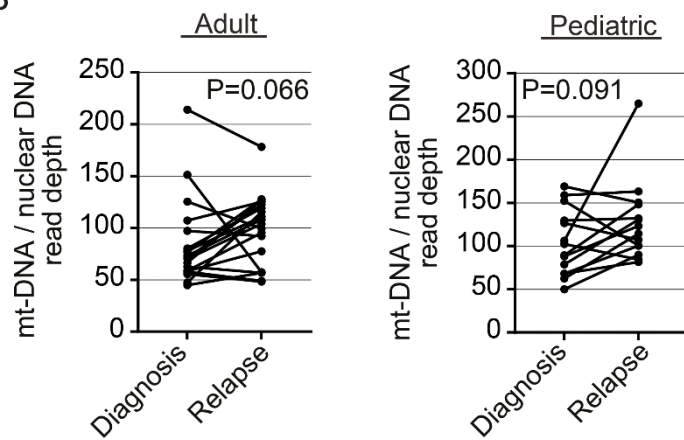 Adult
mt-DNA / nuclear DNA
read depth
250
200
150
100
50
0
P=0.066
Diagnosis
Relapse
Pediatric
mt-DNA / nuclear DNA
read depth
300
250
200
150
100
50
0
P=0.091
Diagnosis
Relapse